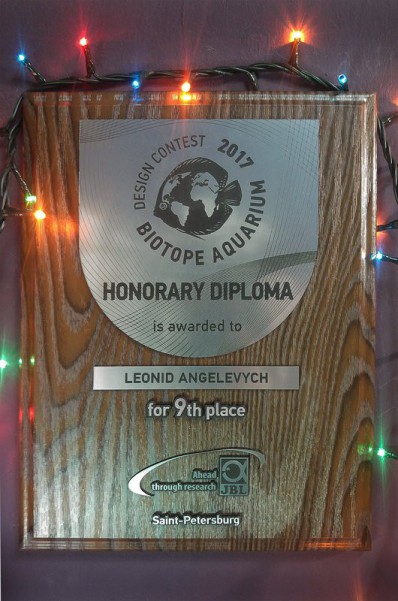 DESIGN CONTEST 2017
BIOTOPE AQUARIUM
HONORARY DIPLOMA
is awarded to
LEONID ANGELEVYCH
for 9th place
Ahead
through research
JBL
Saint-Petersburg